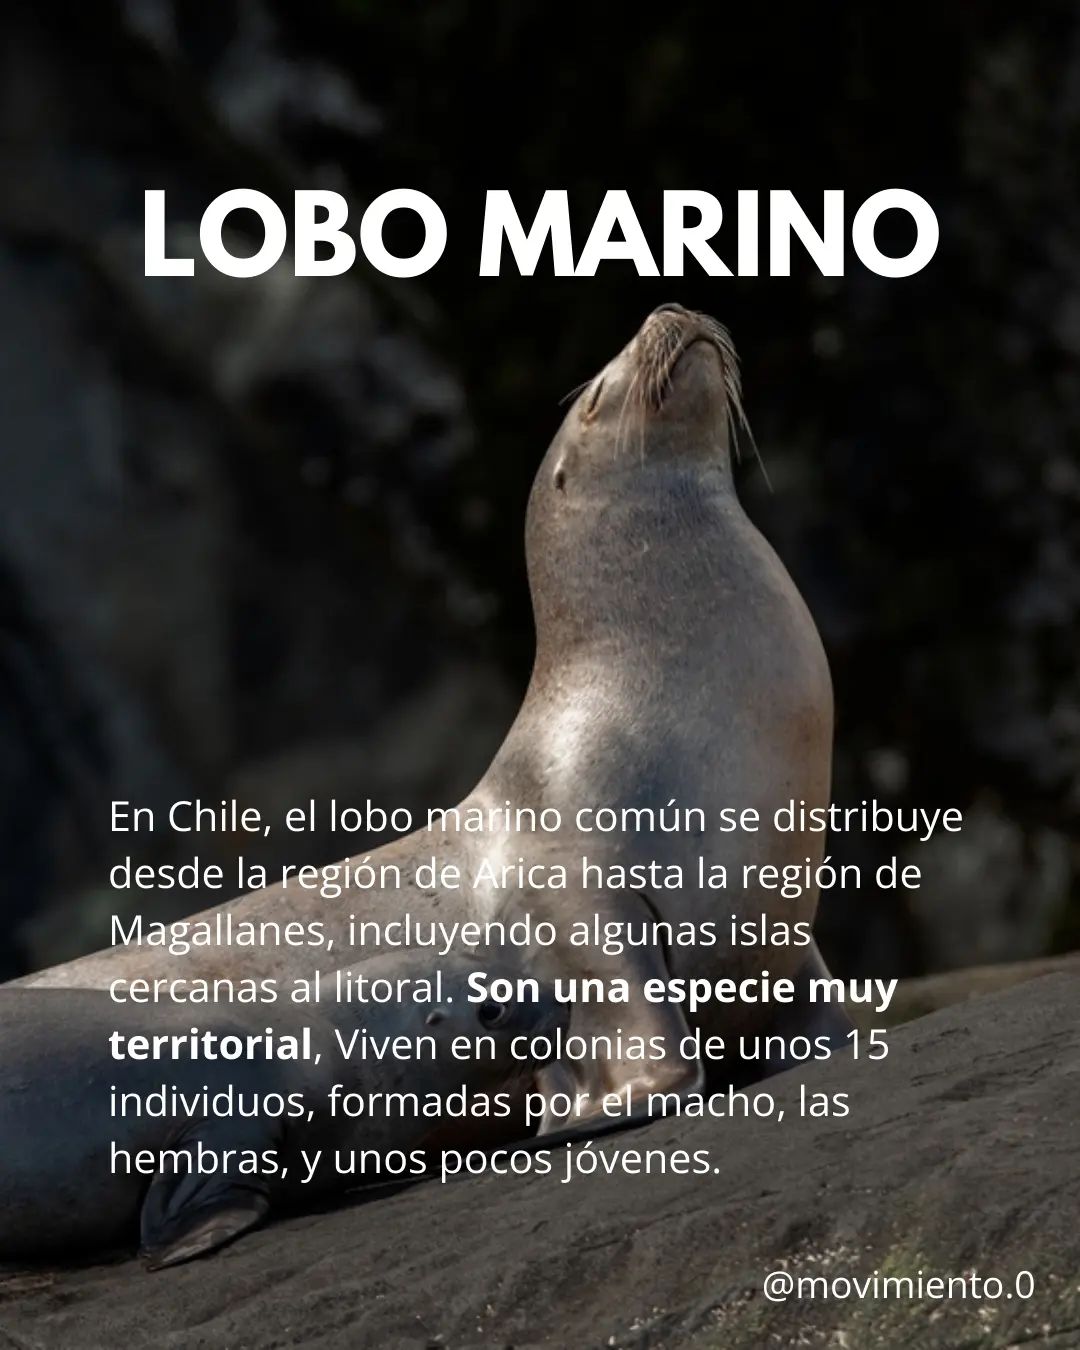 LOBO MARINO
En Chile, el lobo marino común se distribuye
desde la región de Arica hasta la región de
Magallanes, incluyendo algunas islas
cercanas al litoral. Son una especie muy
territorial, Viven en colonias de unos 15
individuos, formadas por el macho, las
hembras, y unos pocos jóvenes.
@movimiento.0